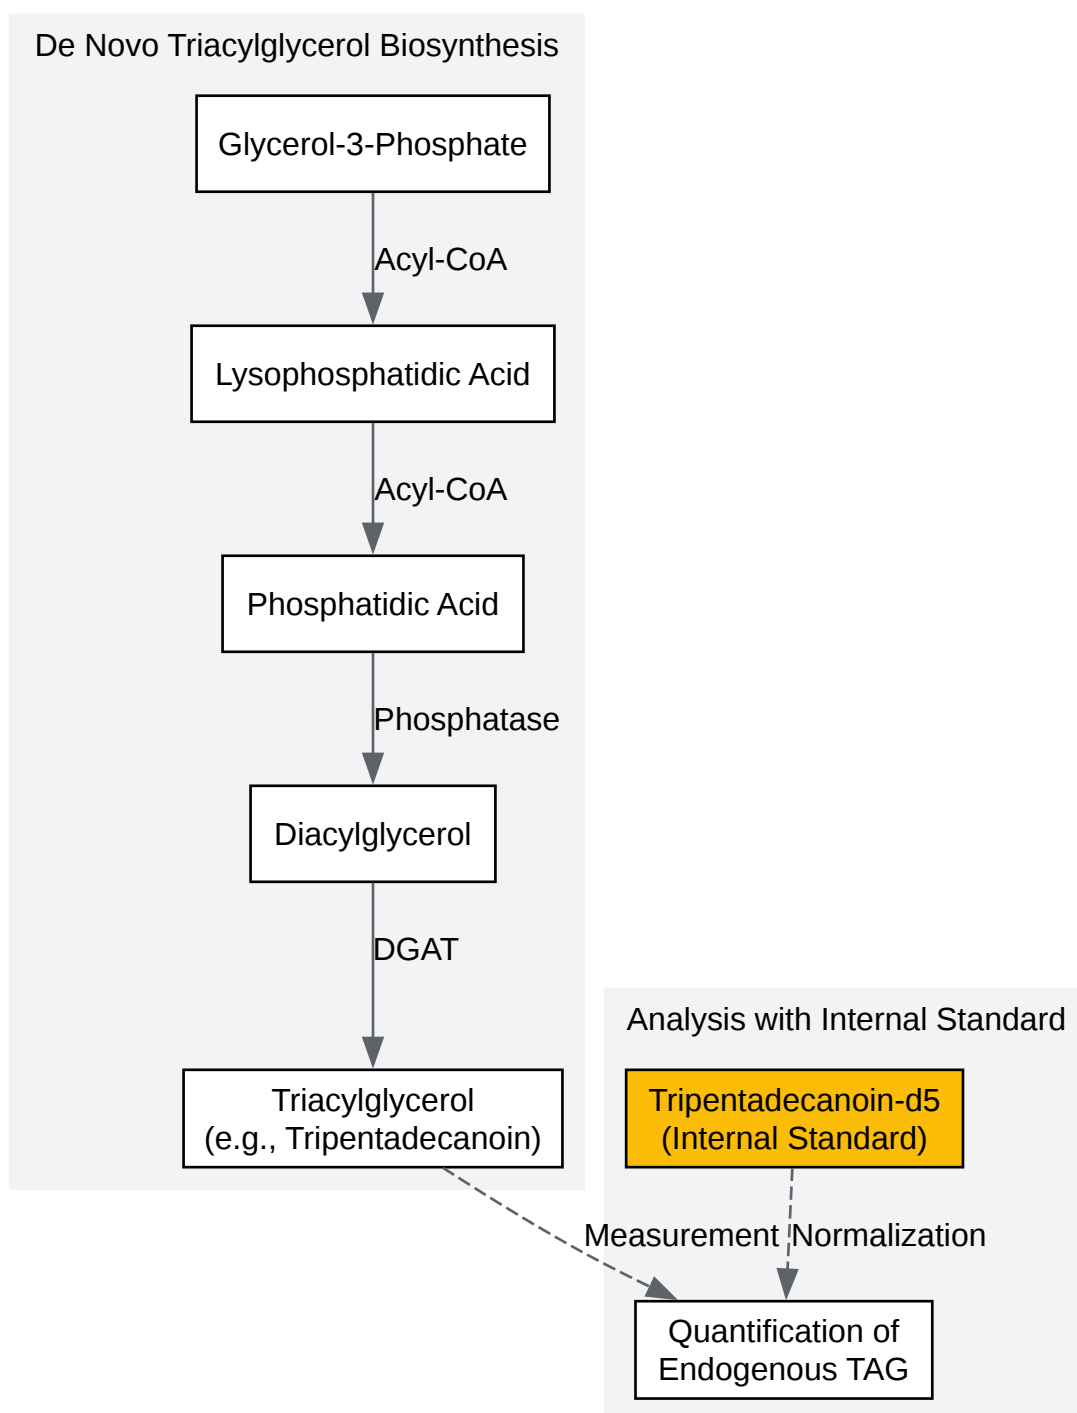 De Novo Triacylglycerol Biosynthesis
Glycerol-3-Phosphate
Acyl-CoA
Lysophosphatidic Acid
Acyl-CoA
Phosphatidic Acid
Phosphatase
Diacylglycerol
DGAT
Triacylglycerol
(e.g., Tripentadecanoin)
Analysis with Internal Standard
Tripentadecanoin-d5
(Internal Standard)
Measurement
Normalization
Quantification of
Endogenous TAG